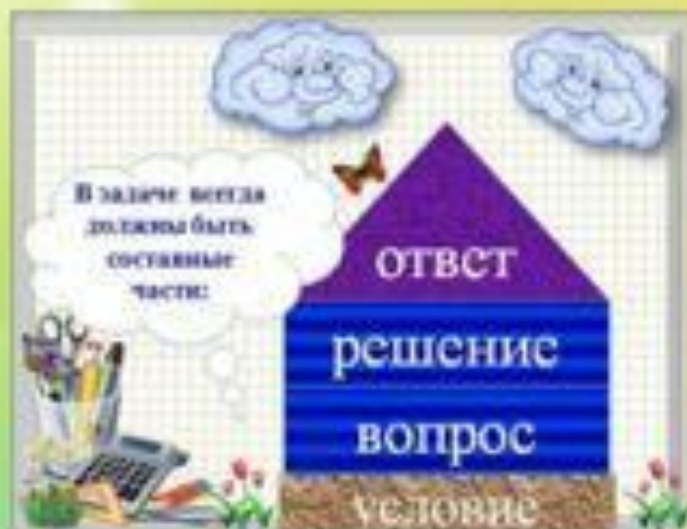 В задаче всегда
должны быть
составные
части:
ответ
решение
вопрос
условие